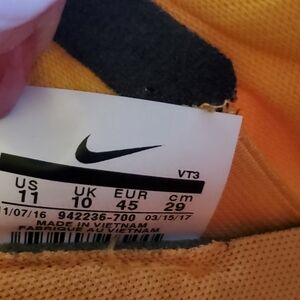 VT3
US UK EUR cm
11 10 45 29
11/07/16 942236-700 03/15/17
MADE IN VIETNAM
FABRIQUE AU VIETNAM